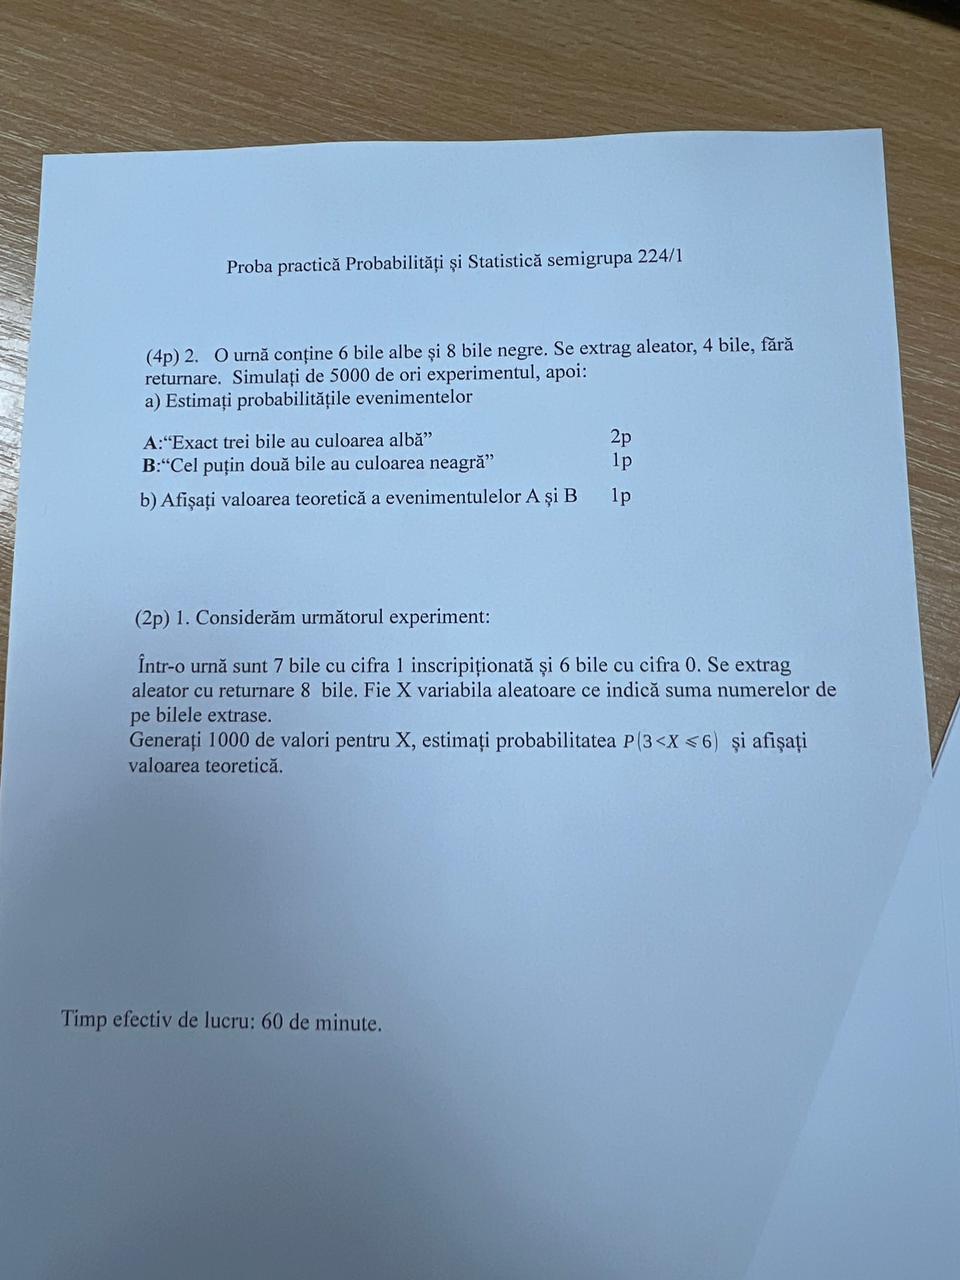 Proba practică Probabilități și Statistică semigrupa 224/1
(4p) 2. O urnă conține 6 bile albe și 8 bile negre. Se extrag aleator, 4 bile, fără
returnare. Simulați de 5000 de ori experimentul, apoi:
a) Estimați probabilitățile evenimentelor
A:“Exact trei bile au culoarea albă” 2p
B:“Cel puțin două bile au culoarea neagră” 1p
b) Afișați valoarea teoretică a evenimentulelor A și B 1p
(2p) 1. Considerăm următorul experiment:
Într-o urnă sunt 7 bile cu cifra 1 inscripiționată și 6 bile cu cifra 0. Se extrag
aleator cu returnare 8 bile. Fie X variabila aleatoare ce indică suma numerelor de
pe bilele extrase.
Generați 1000 de valori pentru X, estimați probabilitatea P(3<X⩽6) și afișați
valoarea teoretică.
Timp efectiv de lucru: 60 de minute.